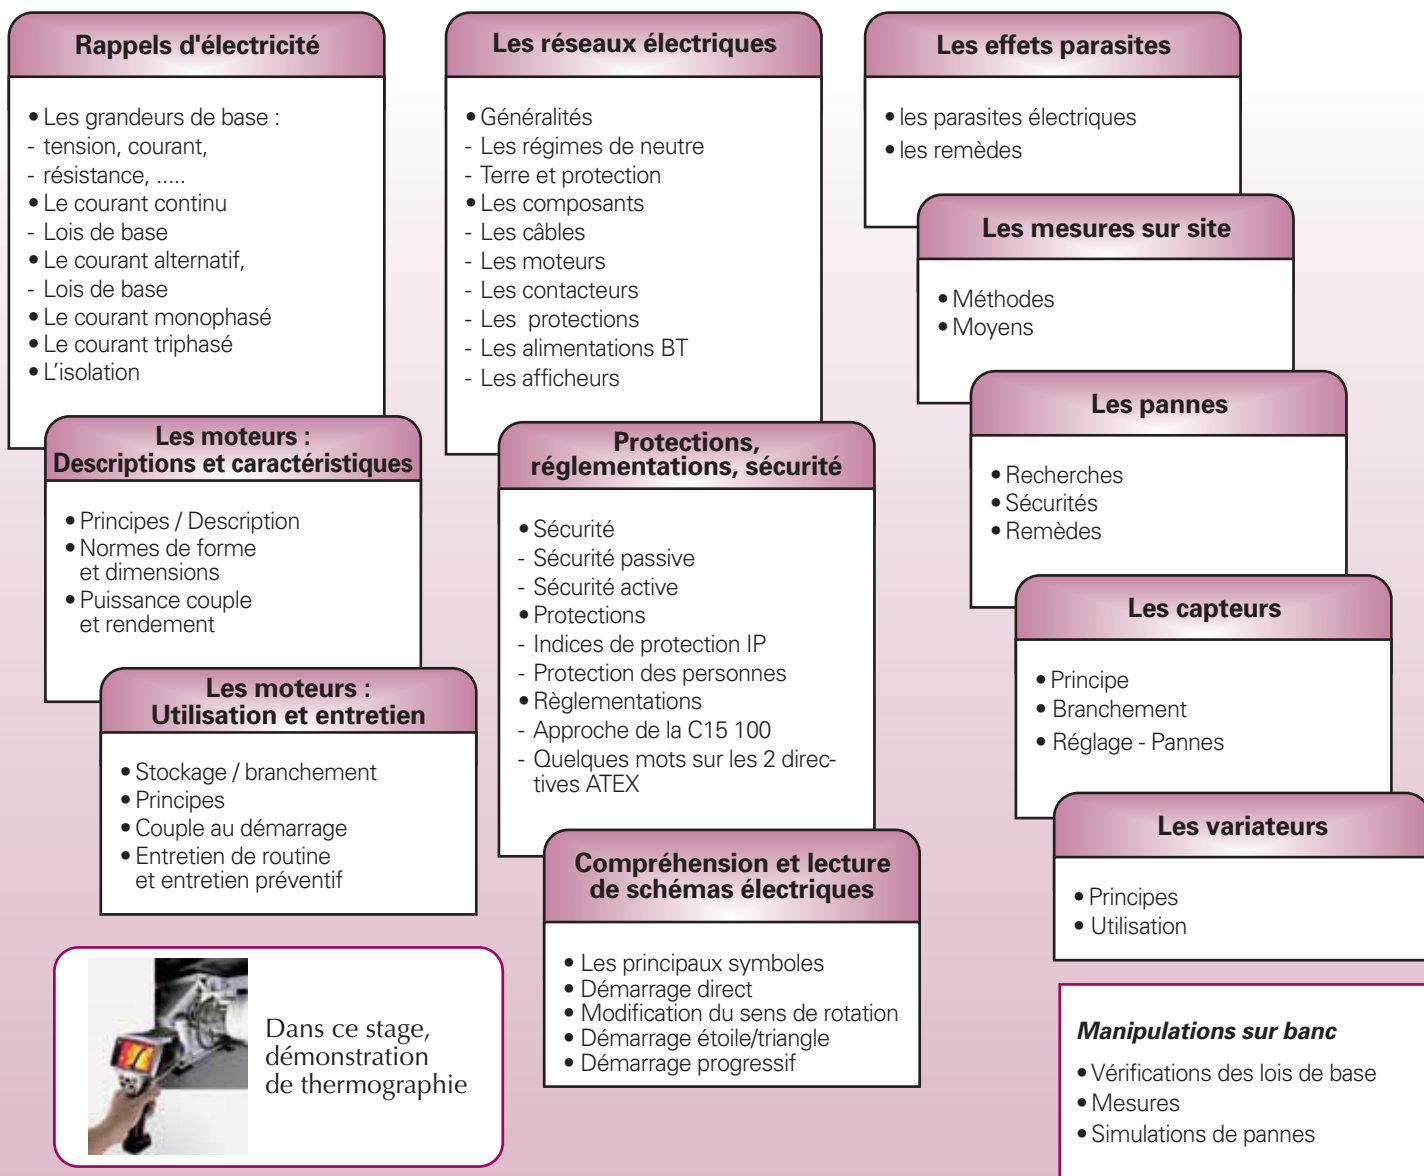 Rappels d'électricité
• Les grandeurs de base :
- tension, courant,
- résistance, .....
• Le courant continu
- Lois de base
• Le courant alternatif,
- Lois de base
• Le courant monophasé
• Le courant triphasé
• L'isolation
Les moteurs :
Descriptions et caractéristiques
• Principes / Description
• Normes de forme
et dimensions
• Puissance couple
et rendement
Les moteurs :
Utilisation et entretien
• Stockage / branchement
• Principes
• Couple au démarrage
• Entretien de routine
et entretien préventif
Dans ce stage,
démonstration
de thermographie
Les réseaux électriques
• Généralités
- Les régimes de neutre
- Terre et protection
• Les composants
- Les câbles
- Les moteurs
- Les contacteurs
- Les protections
- Les alimentations BT
- Les afficheurs
Protections,
réglementations, sécurité
• Sécurité
- Sécurité passive
- Sécurité active
• Protections
- Indices de protection IP
- Protection des personnes
• Règlementations
- Approche de la C15 100
- Quelques mots sur les 2 direc-
tives ATEX
Compréhension et lecture
de schémas électriques
• Les principaux symboles
• Démarrage direct
• Modification du sens de rotation
• Démarrage étoile/triangle
• Démarrage progressif
Les effets parasites
• les parasites électriques
• les remèdes
Les mesures sur site
• Méthodes
• Moyens
Les pannes
• Recherches
• Sécurités
• Remèdes
Les capteurs
• Principe
• Branchement
• Réglage - Pannes
Les variateurs
• Principes
• Utilisation
Manipulations sur banc
• Vérifications des lois de base
• Mesures
• Simulations de pannes